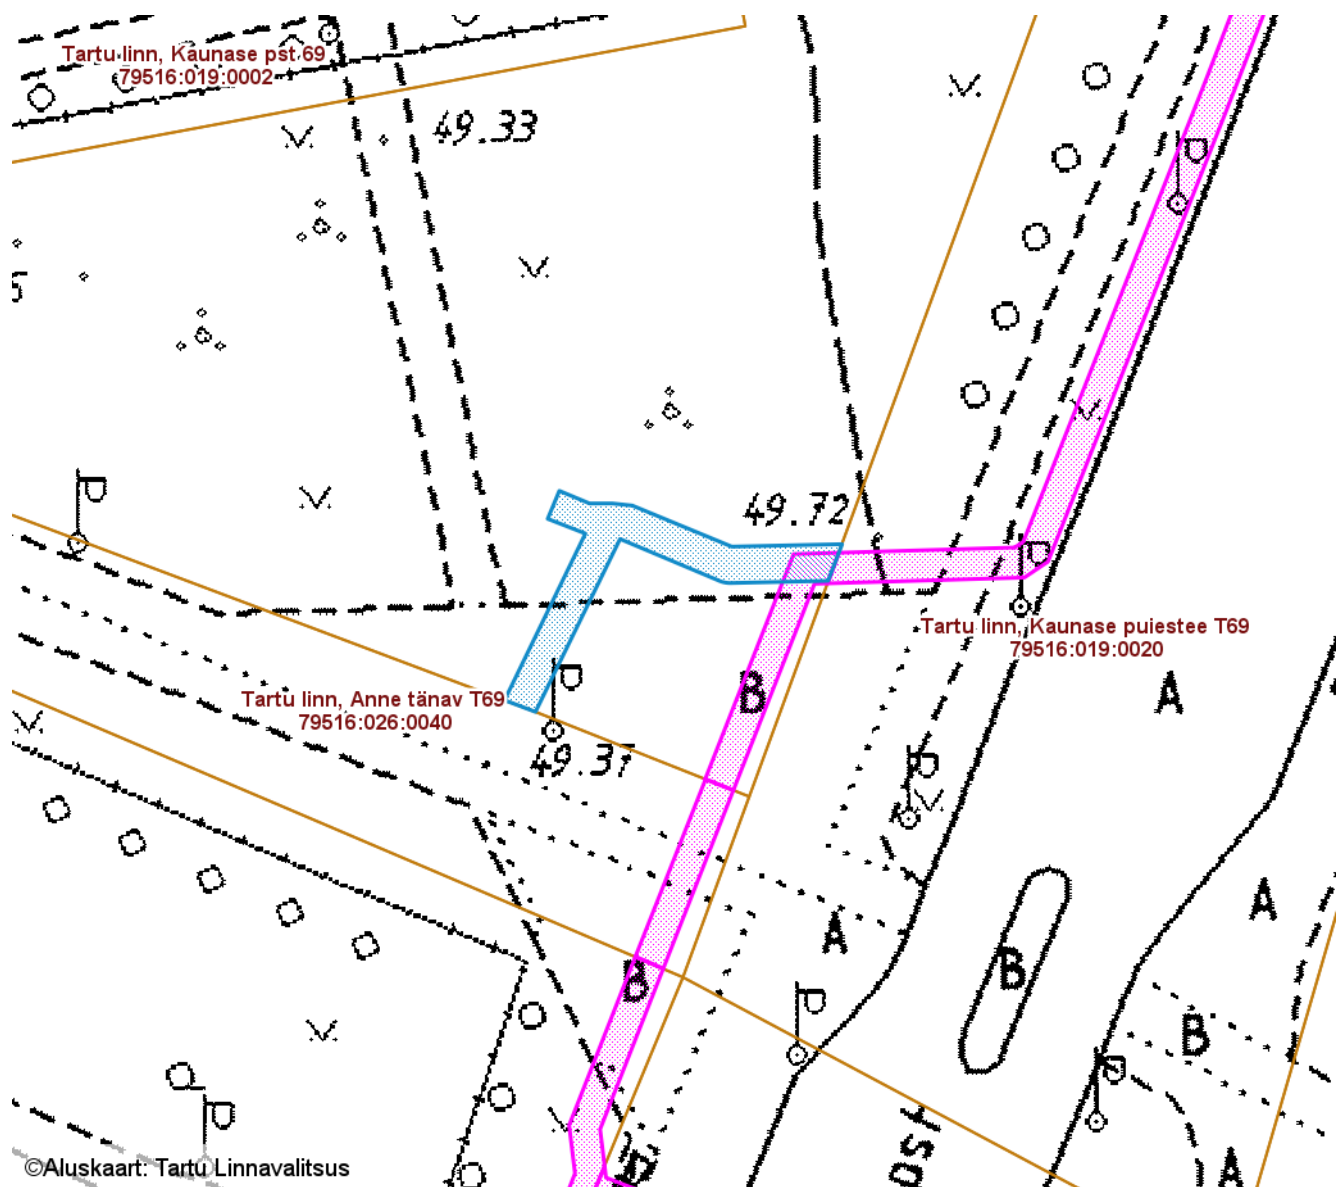 Tartu linn, Kaunase pst 69
79516:019:0002
49.33
49.72
Tartu linn, Kaunase puiestee T69
79516:019:0020
B
A
Tartu linn, Anne tänav T69
79516:026:0040
49.37
A
A
B
B
B
A
©Aluskaart: Tartu Linnavalitsus